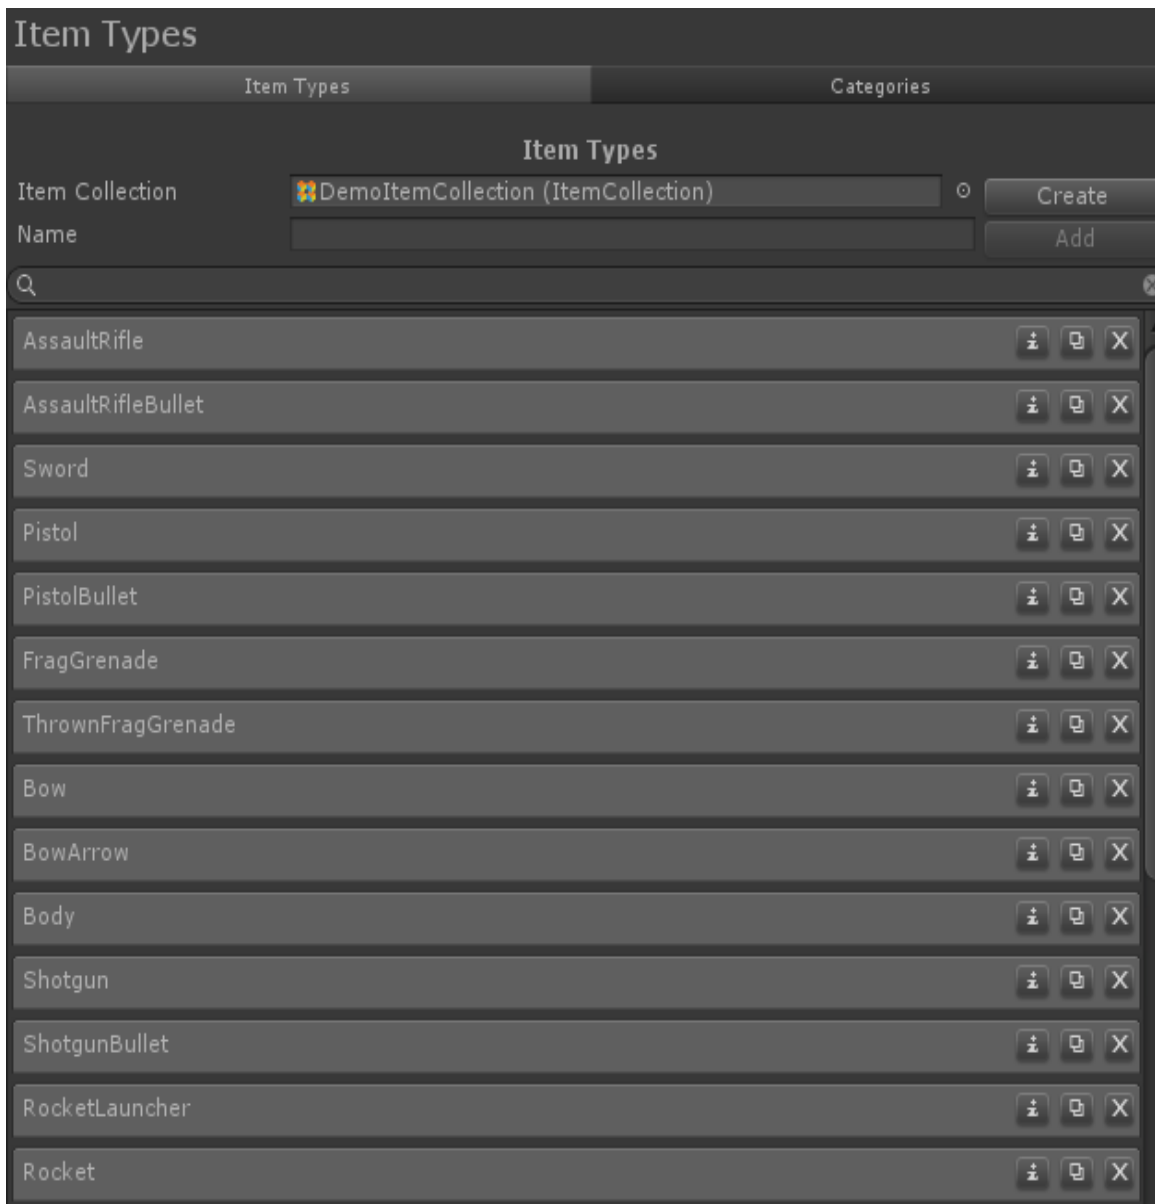 Item Types
Item Types Categories
Item Types
Item Collection DemoItemCollection (ItemCollection) Create
Name Add
AssaultRifle
AssaultRifleBullet
Sword
Pistol
PistolBullet
FragGrenade
ThrownFragGrenade
Bow
BowArrow
Body
Shotgun
ShotgunBullet
RocketLauncher
Rocket